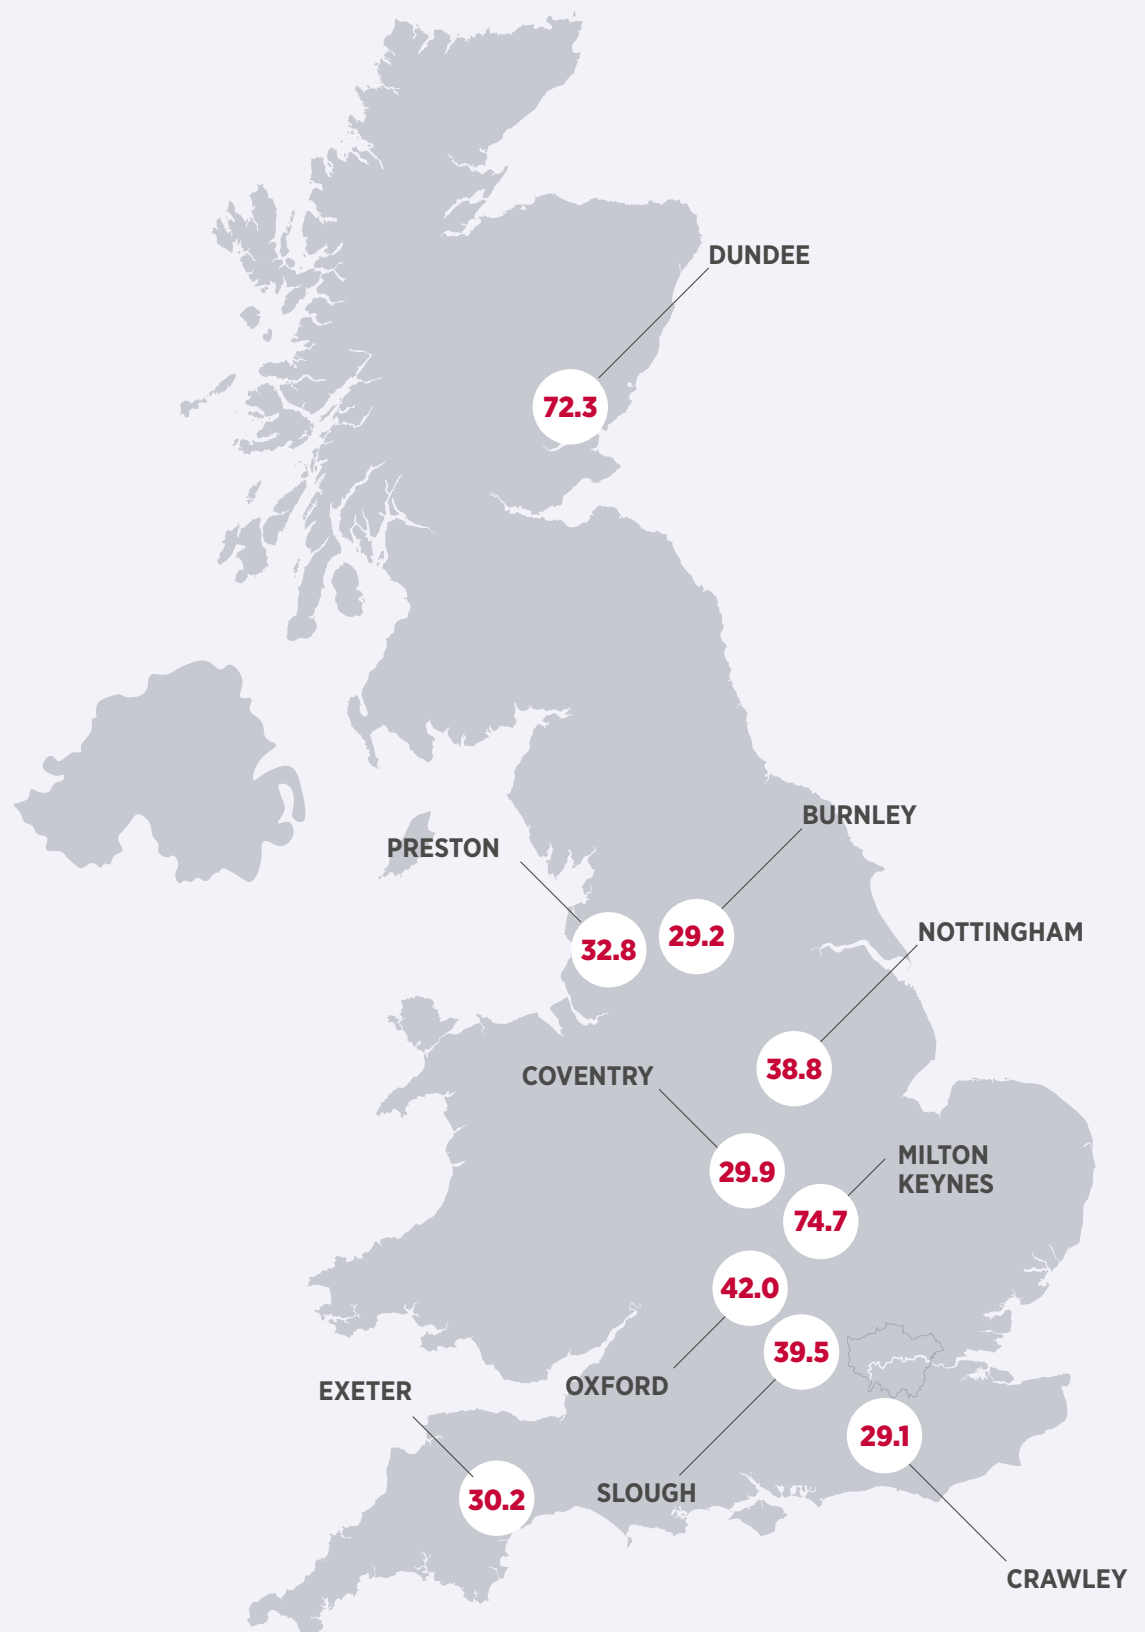 DUNDEE
72.3
BURNLEY
PRESTON
29.2
32.8
NOTTINGHAM
38.8
COVENTRY
29.9
MILTON
KEYNES
74.7
42.0
OXFORD
39.5
SLOUGH
EXETER
30.2
29.1
CRAWLEY